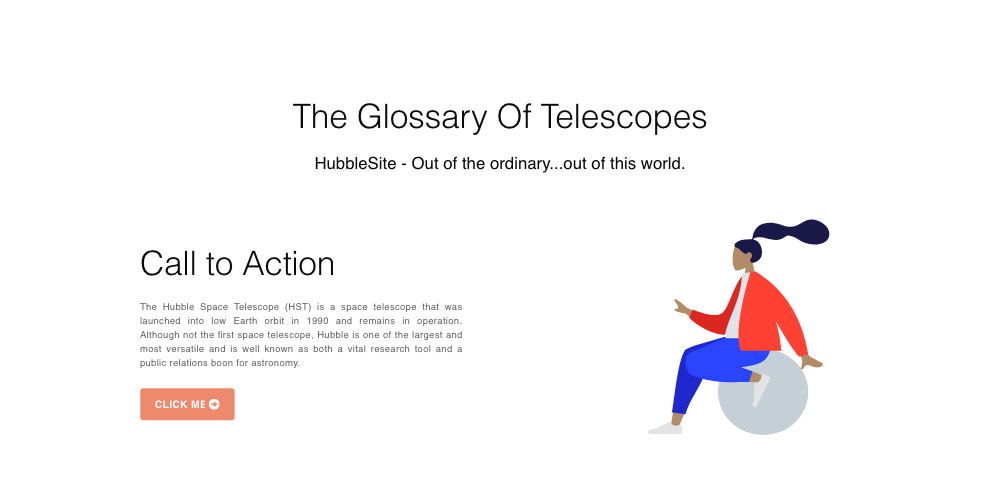 The Glossary Of Telescopes
HubbleSite - Out of the ordinary...out of this world.
Call to Action
The Hubble Space Telescope (HST) is a space telescope that was
launched into low Earth orbit in 1990 and remains in operation.
Although not the first space telescope, Hubble is one of the largest and
most versatile and is well known as both a vital research tool and a
public relations boon for astronomy.
CLICK ME